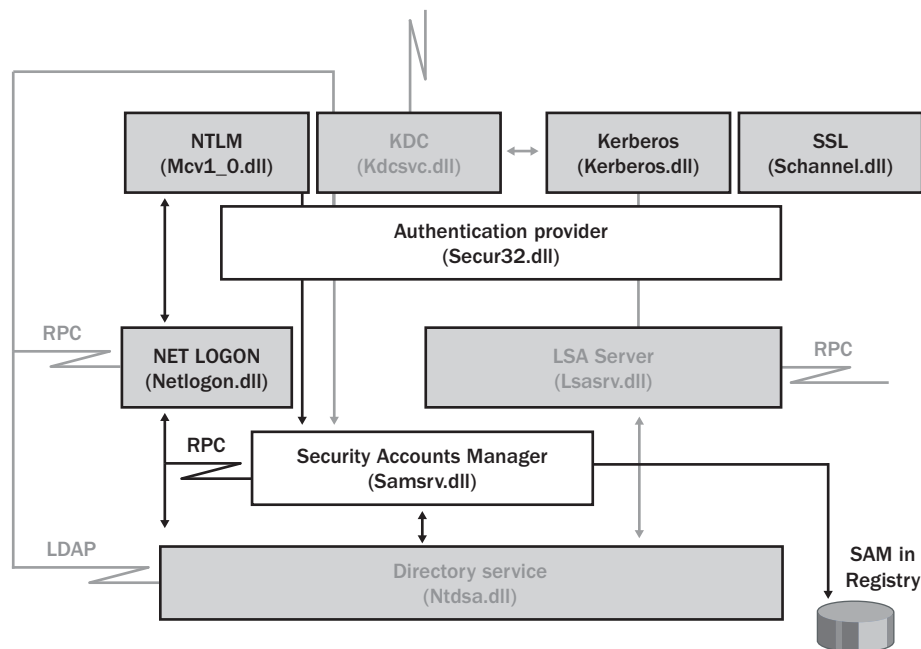 NTLM
(Mcv1_0.dll)
KDC
(Kdcsvc.dll)
Kerberos
(Kerberos.dll)
SSL
(Schannel.dll)
Authentication provider
(Secur32.dll)
RPC
NET LOGON
(Netlogon.dll)
LSA Server
(Lsasrv.dll)
RPC
RPC
Security Accounts Manager
(Samsrv.dll)
LDAP
Directory service
(Ntdsa.dll)
SAM in
Registry